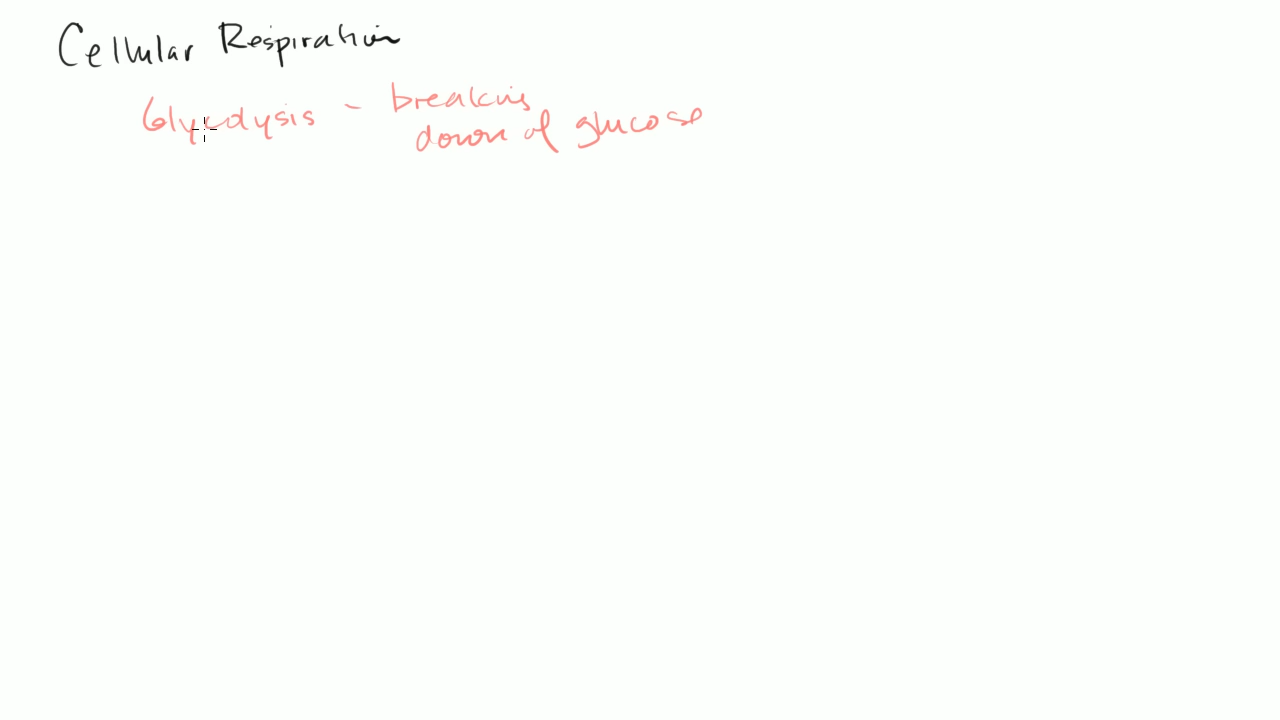 Cellular Respiration
Glycolysis - breaking
down of glucose